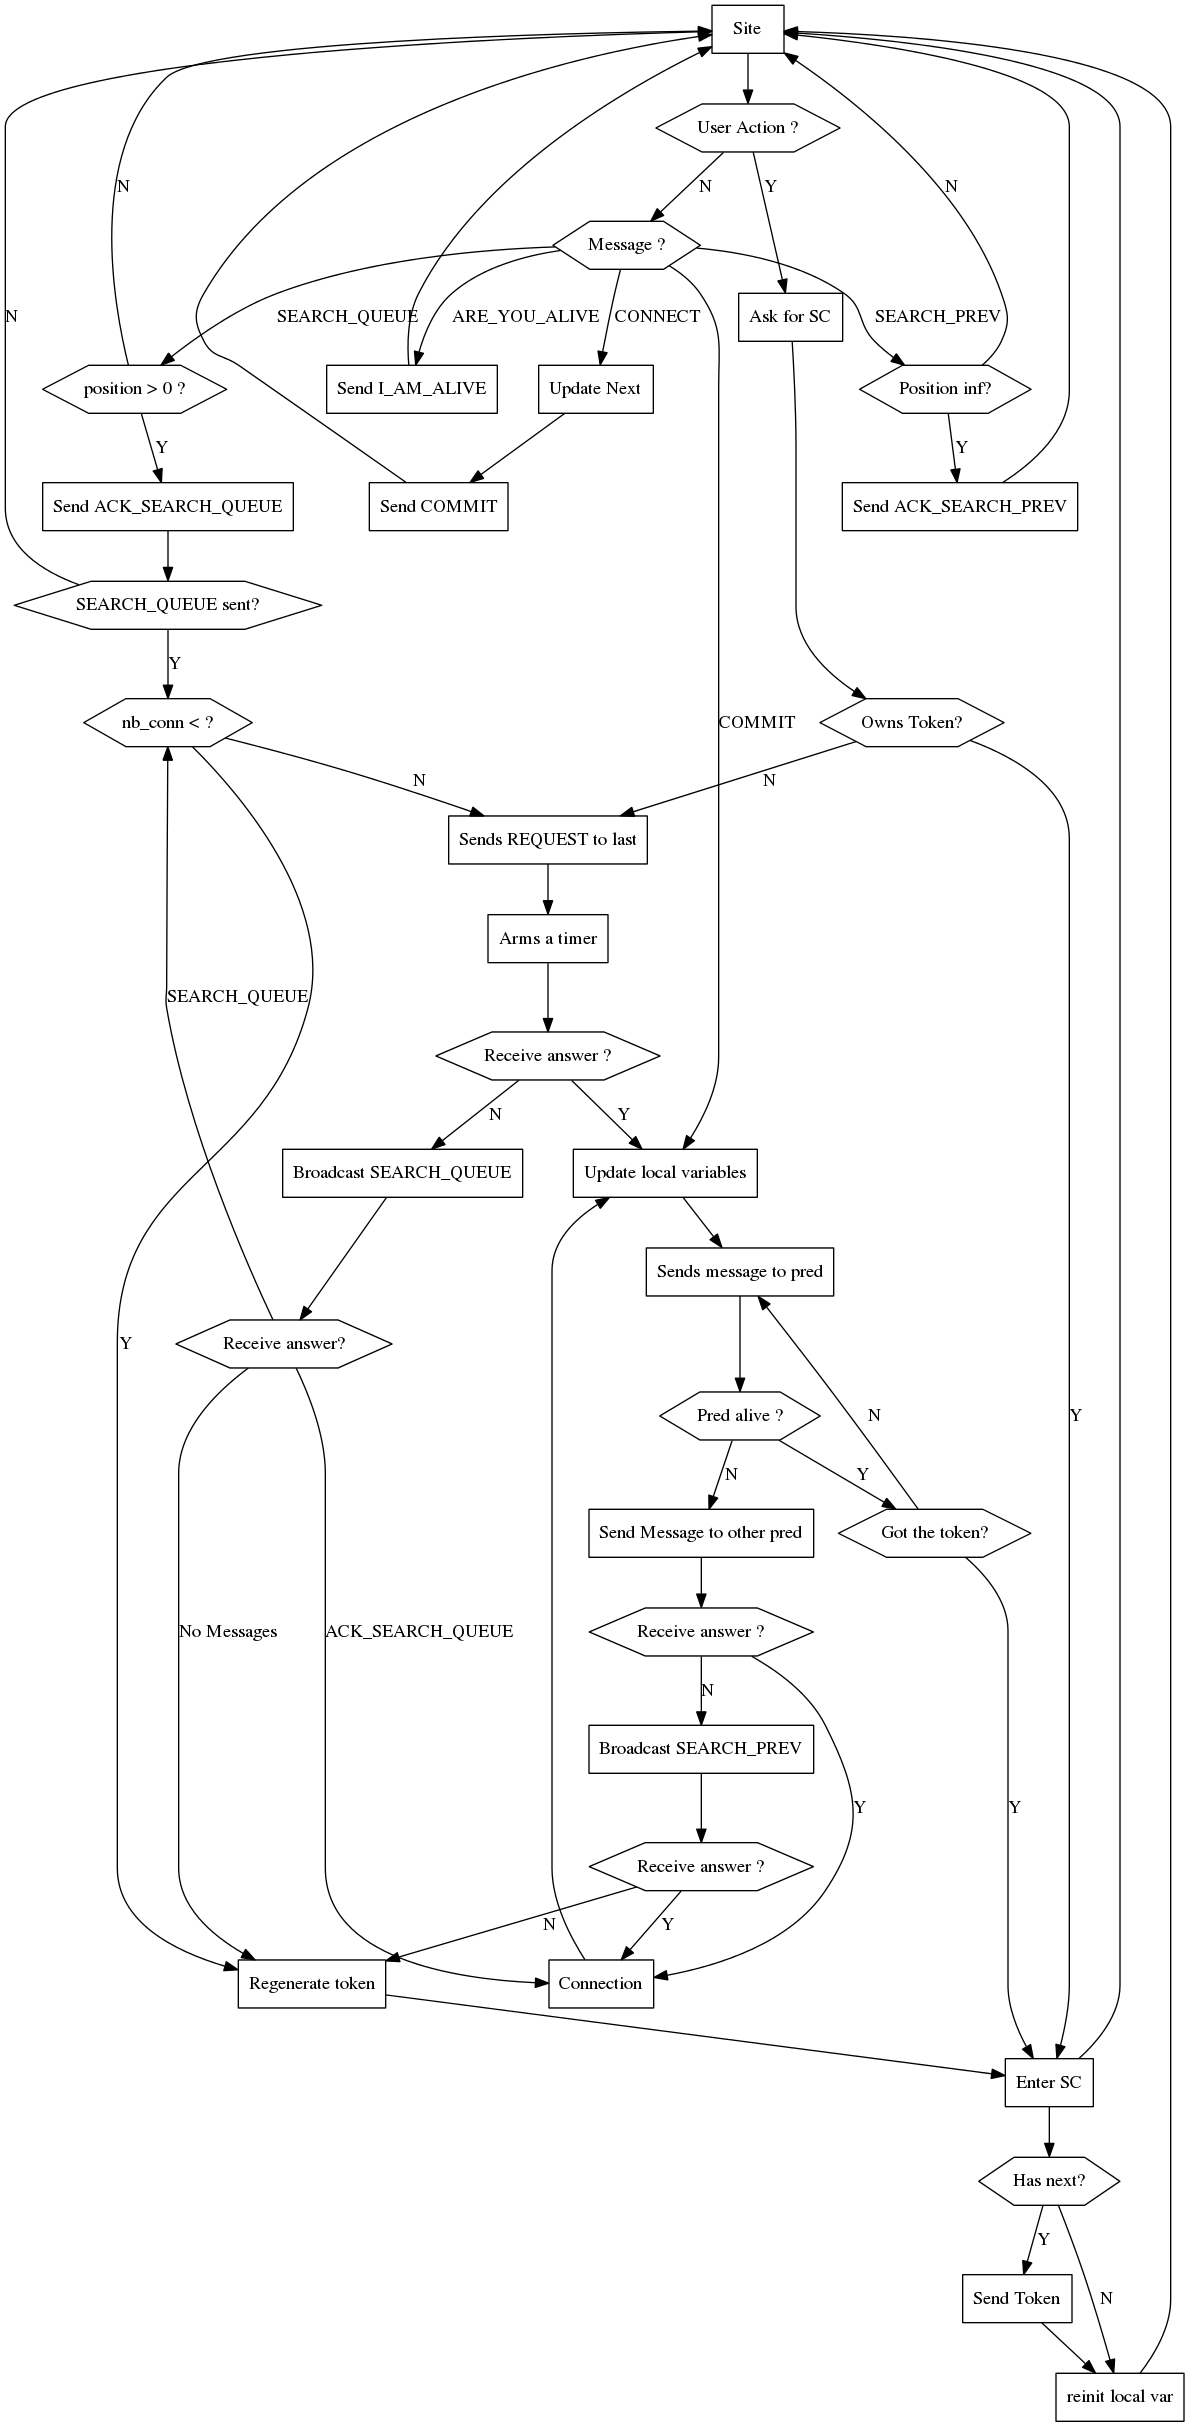 Site
User Action ?
N
N
Y
N
Message ?
SEARCH_QUEUE
ARE_YOU_ALIVE
CONNECT
Ask for SC
SEARCH_PREV
N
position > 0 ?
Send I_AM_ALIVE
Update Next
Position inf?
Y
Y
Send ACK_SEARCH_QUEUE
Send COMMIT
Send ACK_SEARCH_PREV
SEARCH_QUEUE sent?
Y
nb_conn < ?
COMMIT
Owns Token?
N
N
Sends REQUEST to last
Arms a timer
SEARCH_QUEUE
Receive answer ?
N
Y
Broadcast SEARCH_QUEUE
Update local variables
Sends message to pred
Y
Receive answer?
Pred alive ?
N
Y
N
Y
Send Message to other pred
Got the token?
No Messages
ACK_SEARCH_QUEUE
Receive answer ?
N
Broadcast SEARCH_PREV
Y
Y
Receive answer ?
N
Y
Regenerate token
Connection
Enter SC
Has next?
Y
Send Token
N
reinit local var